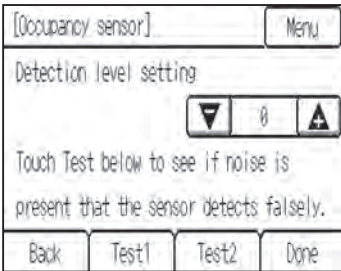 [Occupancy sensor] Menu
Detection level setting
0
Touch Test below to see if noise is
present that the sensor detects falsely.
Back Test1 Test2 Done